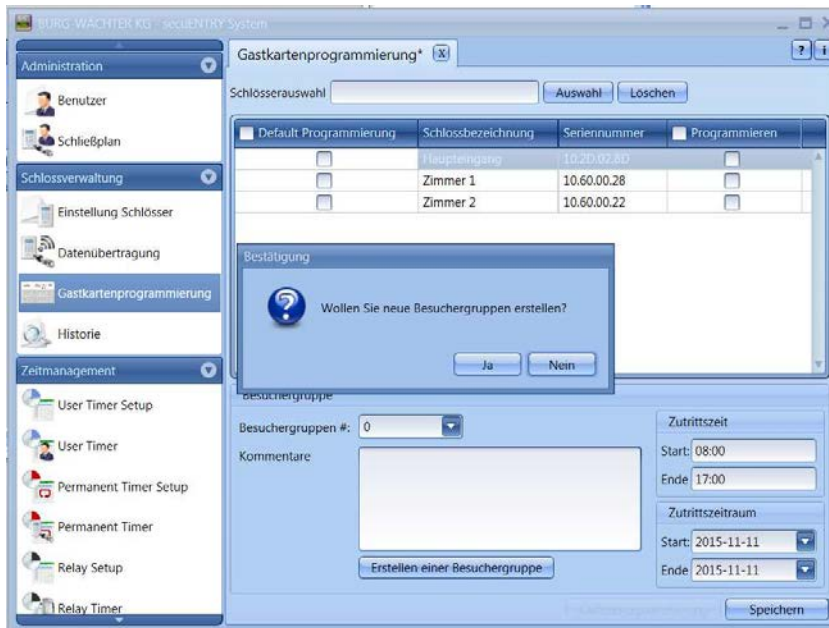 BURG-WÄCHTER KG - secuENTRY System
Administration
Benutzer
Schließplan
Schlossverwaltung
Einstellung Schlösser
Datenübertragung
Gastkartenprogrammierung
Historie
Zeitmanagement
User Timer Setup
User Timer
Permanent Timer Setup
Permanent Timer
Relay Setup
Relay Timer
Gastkartenprogrammierung* X
? i
Schlösserauswahl Auswahl Löschen
Default Programmierung Schlossbezeichnung Seriennummer Programmieren
Haupteingang 10.2D.02.8D
Zimmer 1 10.60.00.28
Zimmer 2 10.60.00.22
Bestätigung
? Wollen Sie neue Besuchergruppen erstellen?
Ja Nein
Besuchergruppe
Besuchergruppen #: 0
Kommentare
Erstellen einer Besuchergruppe
Zutrittszeit
Start: 08:00
Ende 17:00
Zutrittszeitraum
Start: 2015-11-11
Ende 2015-11-11
Speichern